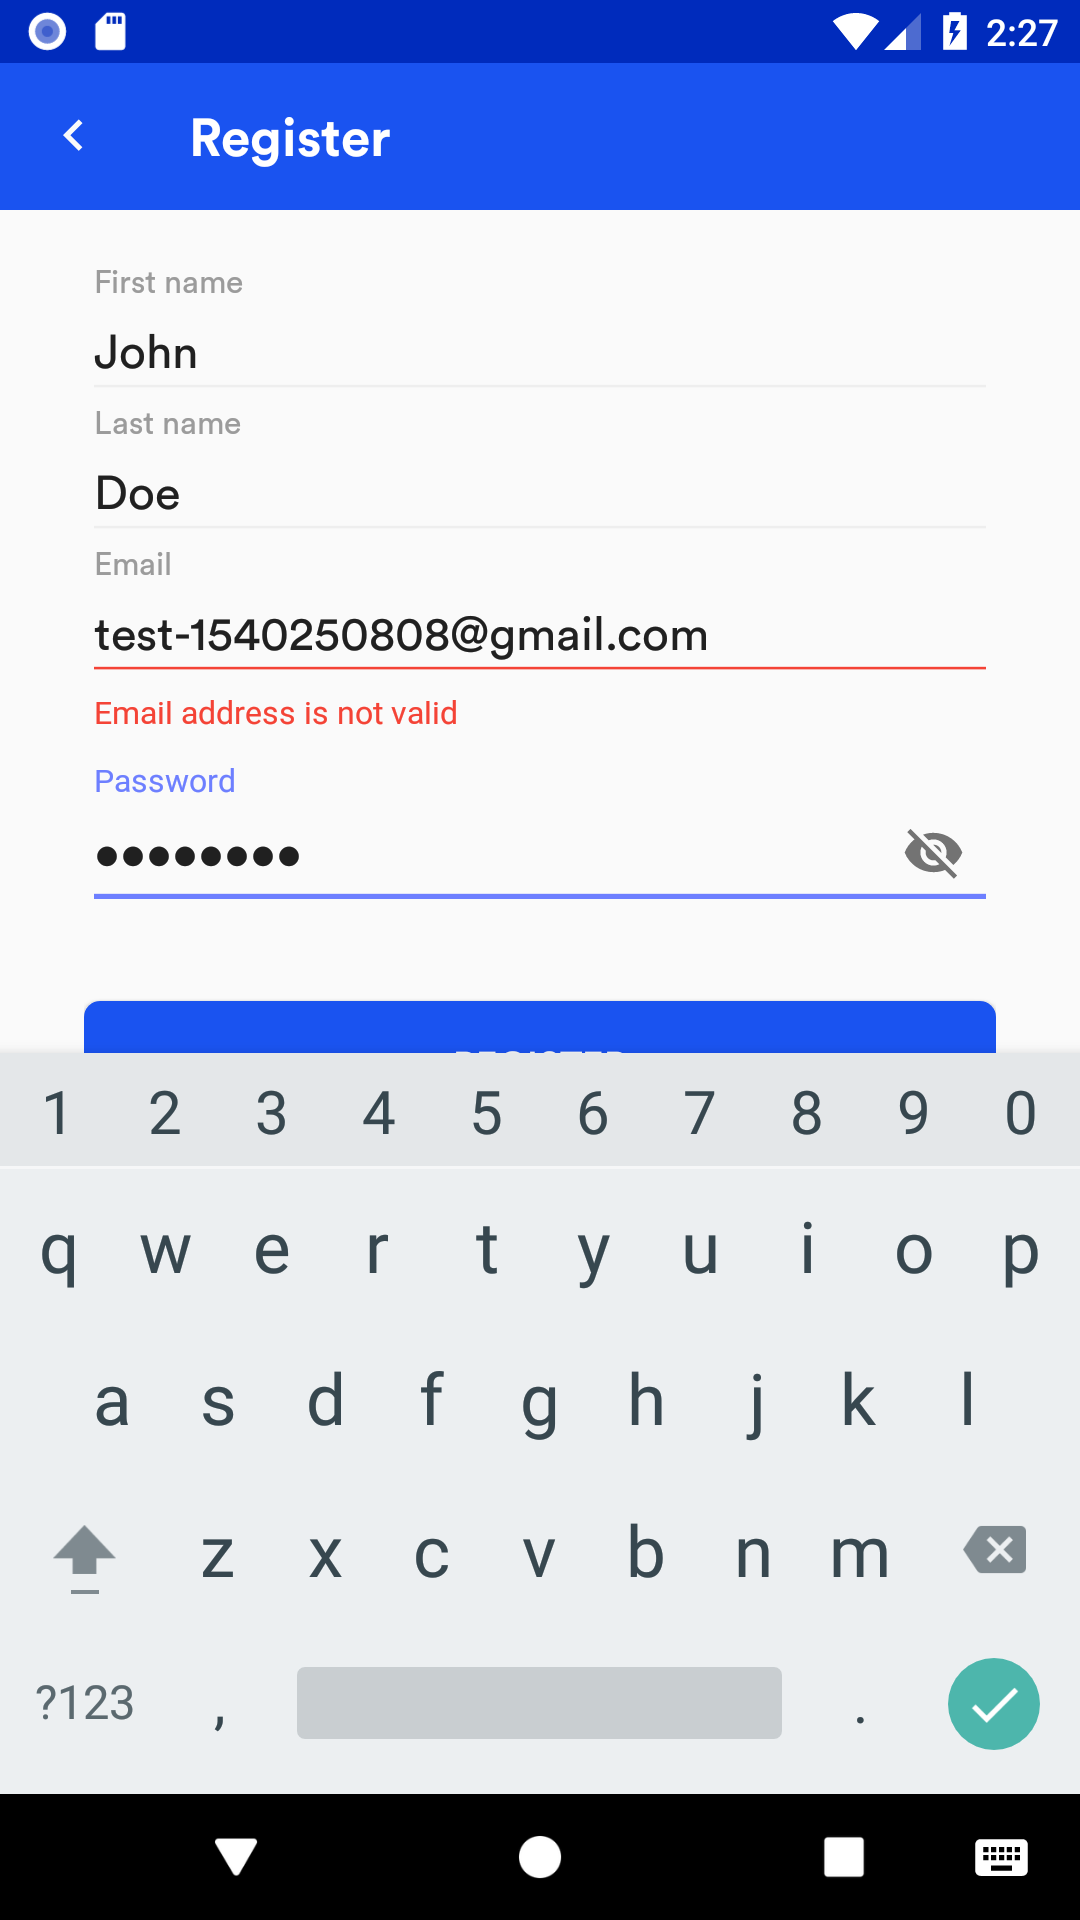 2:27
Register
First name
John
Last name
Doe
Email
test-1540250808@gmail.com
Email address is not valid
Password
••••••••
REGISTER
1 2 3 4 5 6 7 8 9 0
q w e r t y u i o p
a s d f g h j k l
z x c v b n m
?123 , .